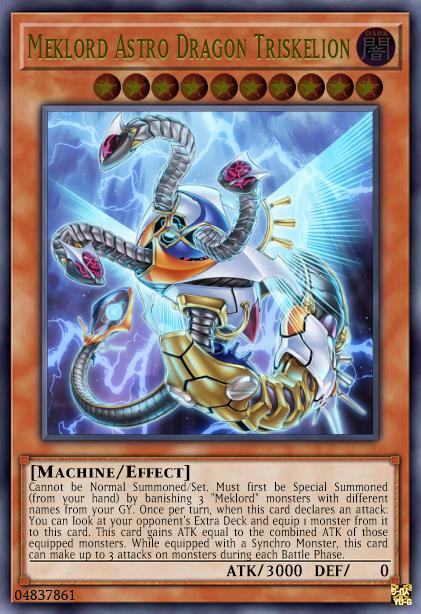 Meklord Astro Dragon Triskelion
DARK
闇
[Machine/Effect]
Cannot be Normal Summoned/Set. Must first be Special Summoned
(from your hand) by banishing 3 "Meklord" monsters with different
names from your GY. Once per turn, when this card declares an attack:
You can look at your opponent's Extra Deck and equip 1 monster from it
to this card. This card gains ATK equal to the combined ATK of those
equipped monsters. While equipped with a Synchro Monster, this card
can make up to 3 attacks on monsters during each Battle Phase.
ATK/3000 DEF/ 0
04837861